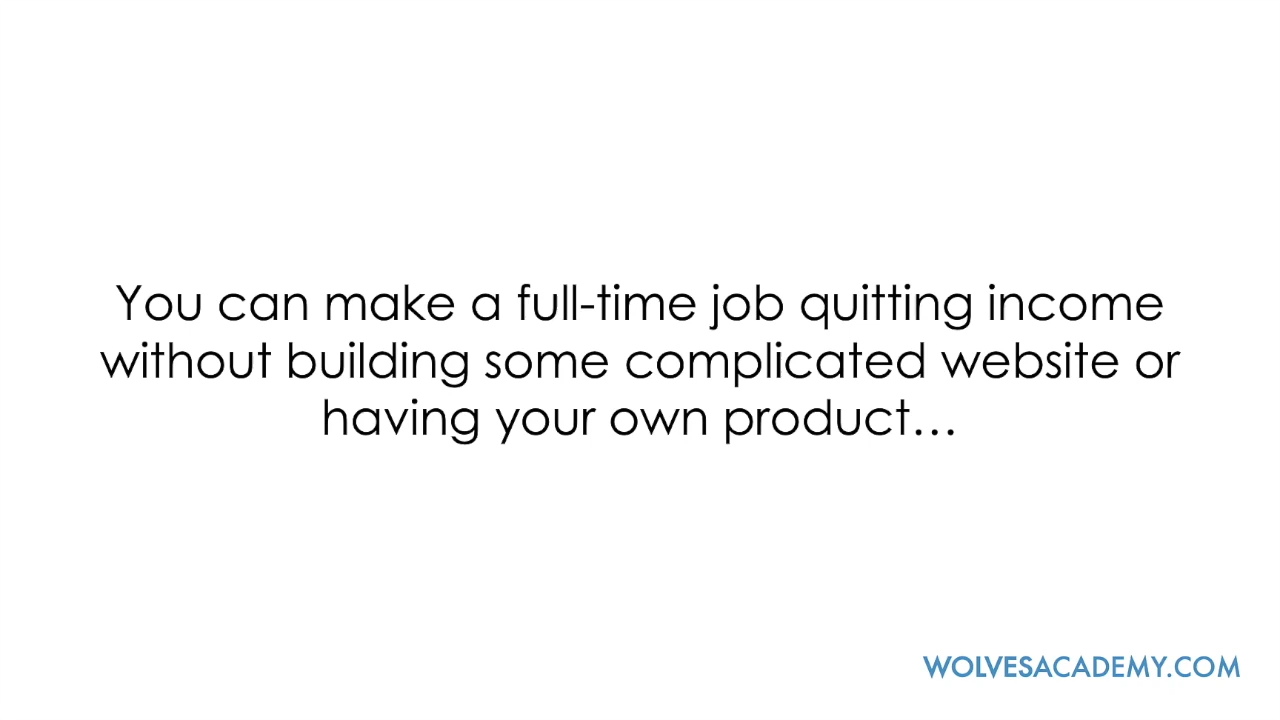 You can make a full-time job quitting income
without building some complicated website or
having your own product…
WOLVESACADEMY.COM